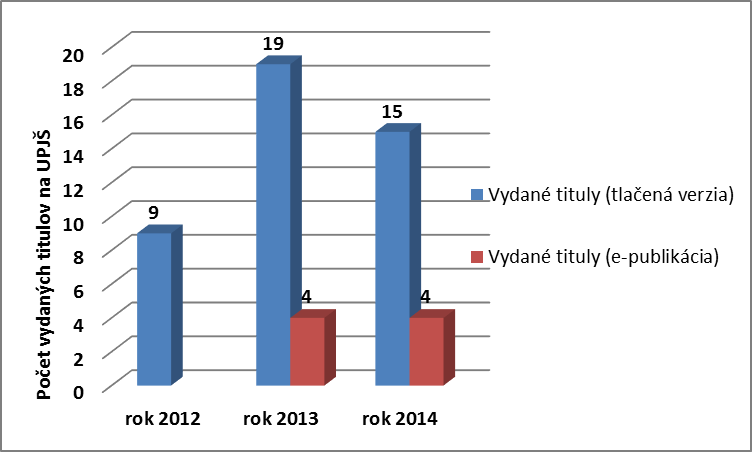 Počet vydaných titulov na UPJŠ
20
18
16
14
12
10
8
6
4
2
0
9
19
4
15
4
rok 2012
rok 2013
rok 2014
Vydané tituly (tlačená verzia)
Vydané tituly (e-publikácia)